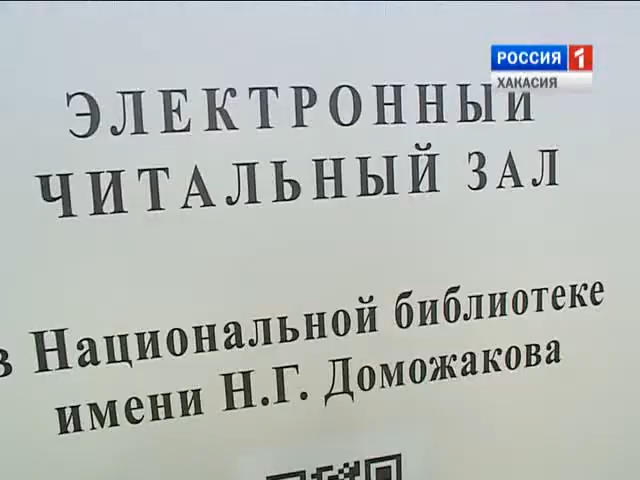 РОССИЯ 1
ХАКАСИЯ
ЭЛЕКТРОННЫЙ
ЧИТАЛЬНЫЙ ЗАЛ
в Национальной библиотеке
имени Н.Г. Доможакова